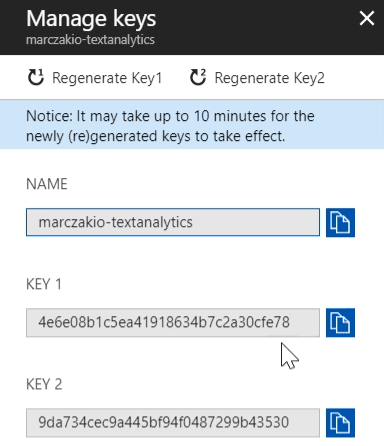 Manage keys
marczakio-textanalytics
Regenerate Key1
Regenerate Key2
Notice: It may take up to 10 minutes for the
newly (re)generated keys to take effect.
NAME
marczakio-textanalytics
KEY 1
4e6e08b1c5ea41918634b7c2a30cfe78
KEY 2
9da734cec9a445bf94f0487299b43530